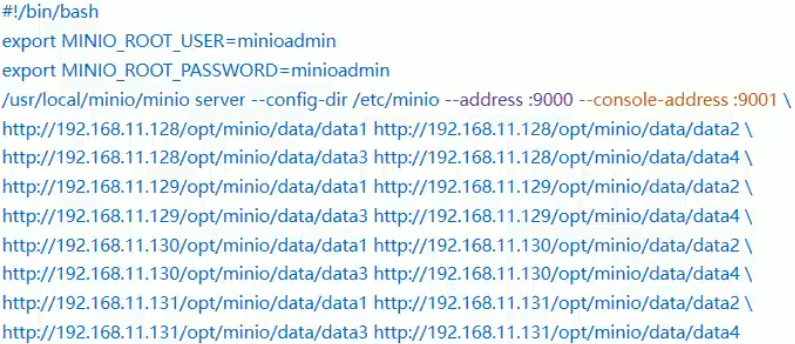 #!/bin/bash
export MINIO_ROOT_USER=minioadmin
export MINIO_ROOT_PASSWORD=minioadmin
/usr/local/minio/minio server --config-dir /etc/minio --address :9000 --console-address :9001 \
http://192.168.11.128/opt/minio/data/data1 http://192.168.11.128/opt/minio/data/data2 \
http://192.168.11.128/opt/minio/data/data3 http://192.168.11.128/opt/minio/data/data4 \
http://192.168.11.129/opt/minio/data/data1 http://192.168.11.129/opt/minio/data/data2 \
http://192.168.11.129/opt/minio/data/data3 http://192.168.11.129/opt/minio/data/data4 \
http://192.168.11.130/opt/minio/data/data1 http://192.168.11.130/opt/minio/data/data2 \
http://192.168.11.130/opt/minio/data/data3 http://192.168.11.130/opt/minio/data/data4 \
http://192.168.11.131/opt/minio/data/data1 http://192.168.11.131/opt/minio/data/data2 \
http://192.168.11.131/opt/minio/data/data3 http://192.168.11.131/opt/minio/data/data4